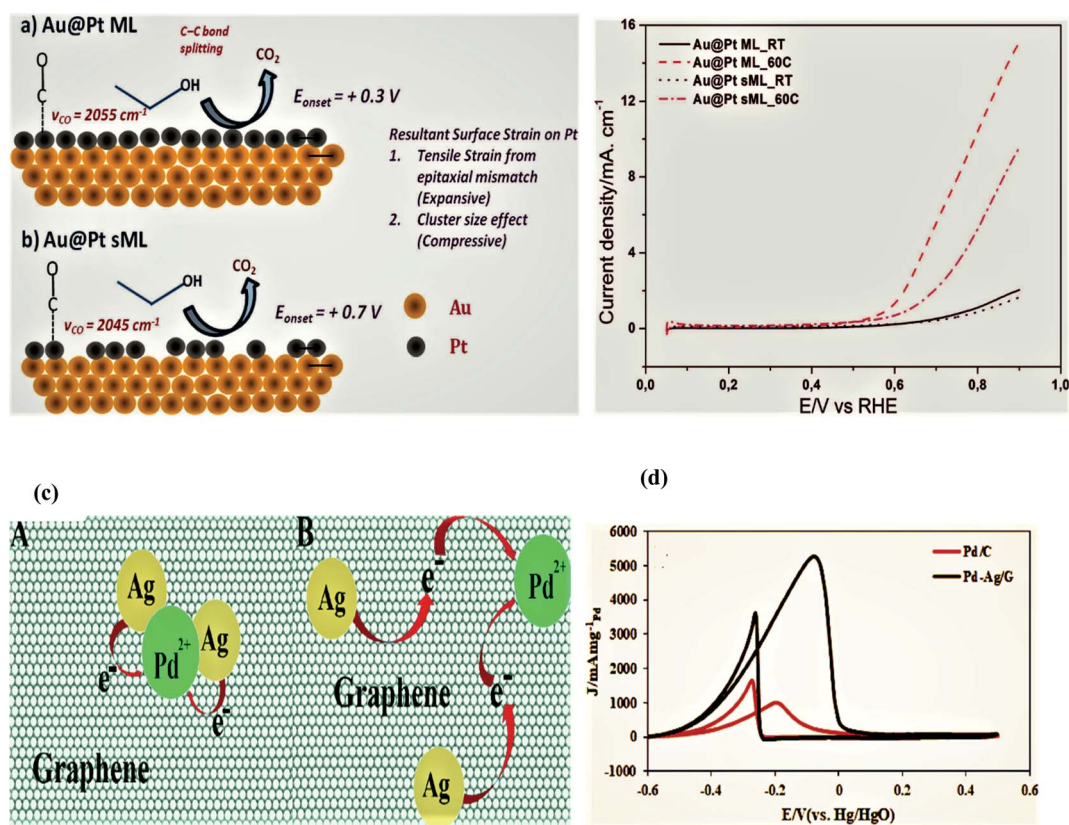 a) Au@Pt ML
C–C bond
splitting
CO₂
O
C
OH
E_onset = + 0.3 V
ν_CO = 2055 cm⁻¹
Resultant Surface Strain on Pt
1. Tensile Strain from
epitaxial mismatch
(Expansive)
2. Cluster size effect
(Compressive)
b) Au@Pt sML
CO₂
O
C
OH
E_onset = + 0.7 V
ν_CO = 2045 cm⁻¹
Au
Pt
Au@Pt ML_RT
Au@Pt ML_60C
Au@Pt sML_RT
Au@Pt sML_60C
Current density/mA. cm⁻¹
16
12
8
4
0
0,0 0,2 0,4 0,6 0,8 1,0
E/V vs RHE
(c)
A
Ag
Pd²⁺
Ag
e⁻
e⁻
Graphene
B
Ag
e⁻
Pd²⁺
Graphene
e⁻
Ag
(d)
Pd/C
Pd-Ag/G
J/mAmg⁻¹Pd
6000
5000
4000
3000
2000
1000
0
-1000
-0.6 -0.4 -0.2 0 0.2 0.4 0.6
E/V(vs. Hg/HgO)